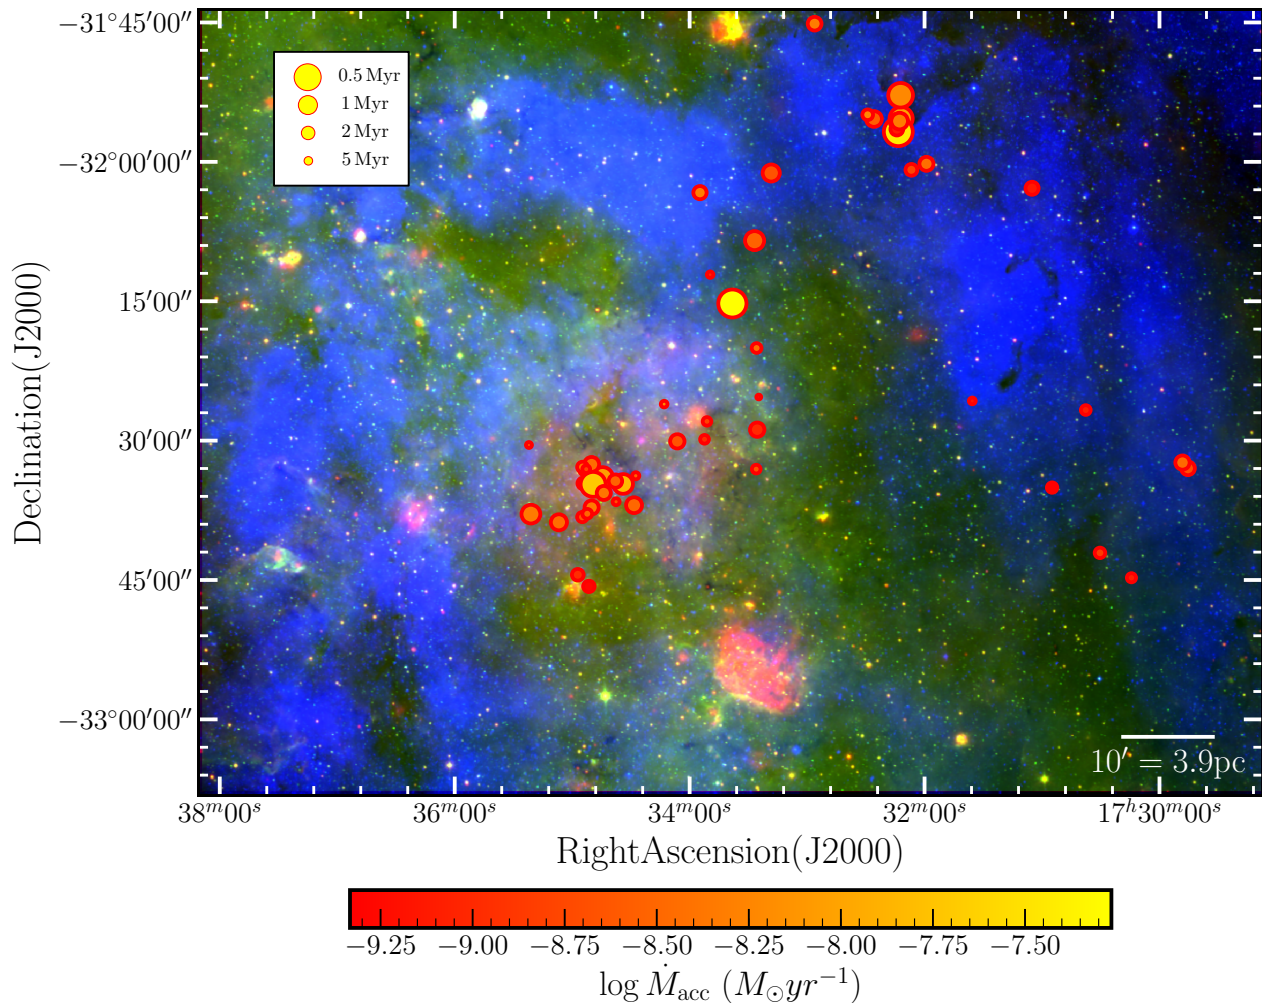 −31°45′00″
0.5 Myr
1 Myr
2 Myr
5 Myr
−32°00′00″
15′00″
30′00″
45′00″
−33°00′00″
Declination(J2000)
10′ = 3.9pc
38ᵐ00ˢ 36ᵐ00ˢ 34ᵐ00ˢ 32ᵐ00ˢ 17ʰ30ᵐ00ˢ
RightAscension(J2000)
−9.25 −9.00 −8.75 −8.50 −8.25 −8.00 −7.75 −7.50
log Ṁ_acc (M_⊙yr⁻¹)